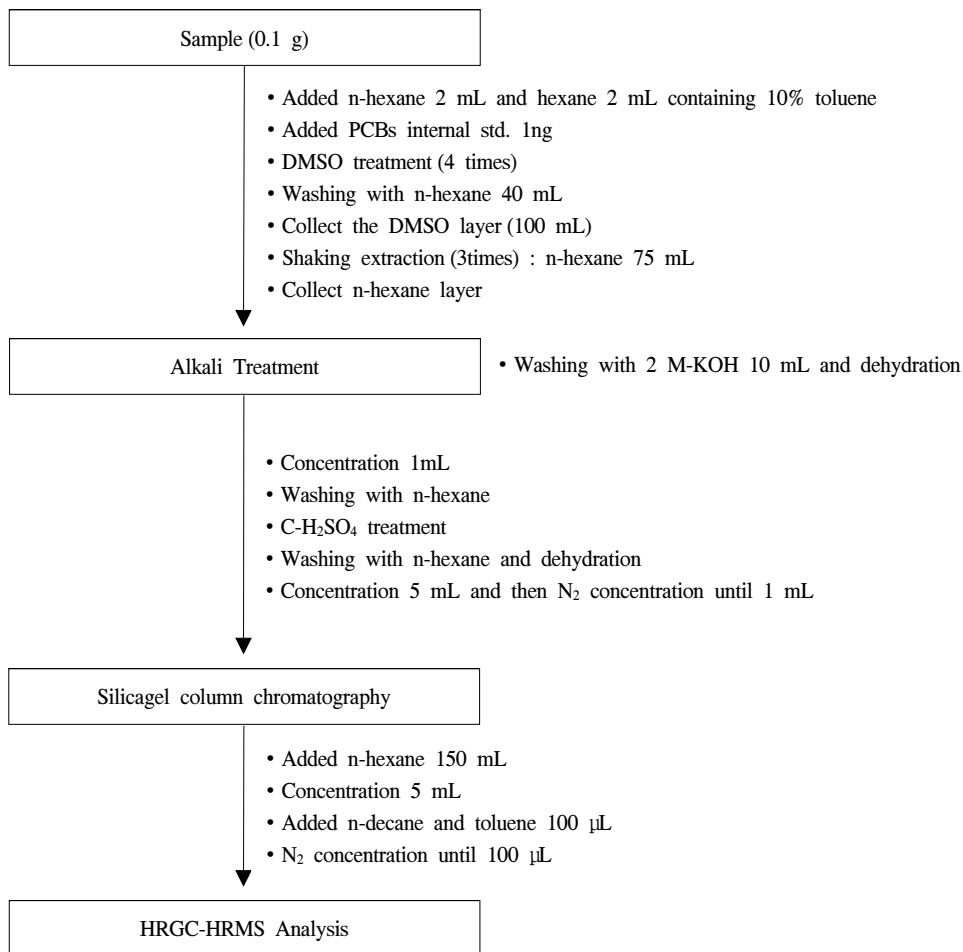 Sample (0.1 g)
• Added n-hexane 2 mL and hexane 2 mL containing 10% toluene
• Added PCBs internal std. 1ng
• DMSO treatment (4 times)
• Washing with n-hexane 40 mL
• Collect the DMSO layer (100 mL)
• Shaking extraction (3times) : n-hexane 75 mL
• Collect n-hexane layer
Alkali Treatment
• Washing with 2 M-KOH 10 mL and dehydration
• Concentration 1mL
• Washing with n-hexane
• C-H₂SO₄ treatment
• Washing with n-hexane and dehydration
• Concentration 5 mL and then N₂ concentration until 1 mL
Silicagel column chromatography
• Added n-hexane 150 mL
• Concentration 5 mL
• Added n-decane and toluene 100 µL
• N₂ concentration until 100 µL
HRGC-HRMS Analysis